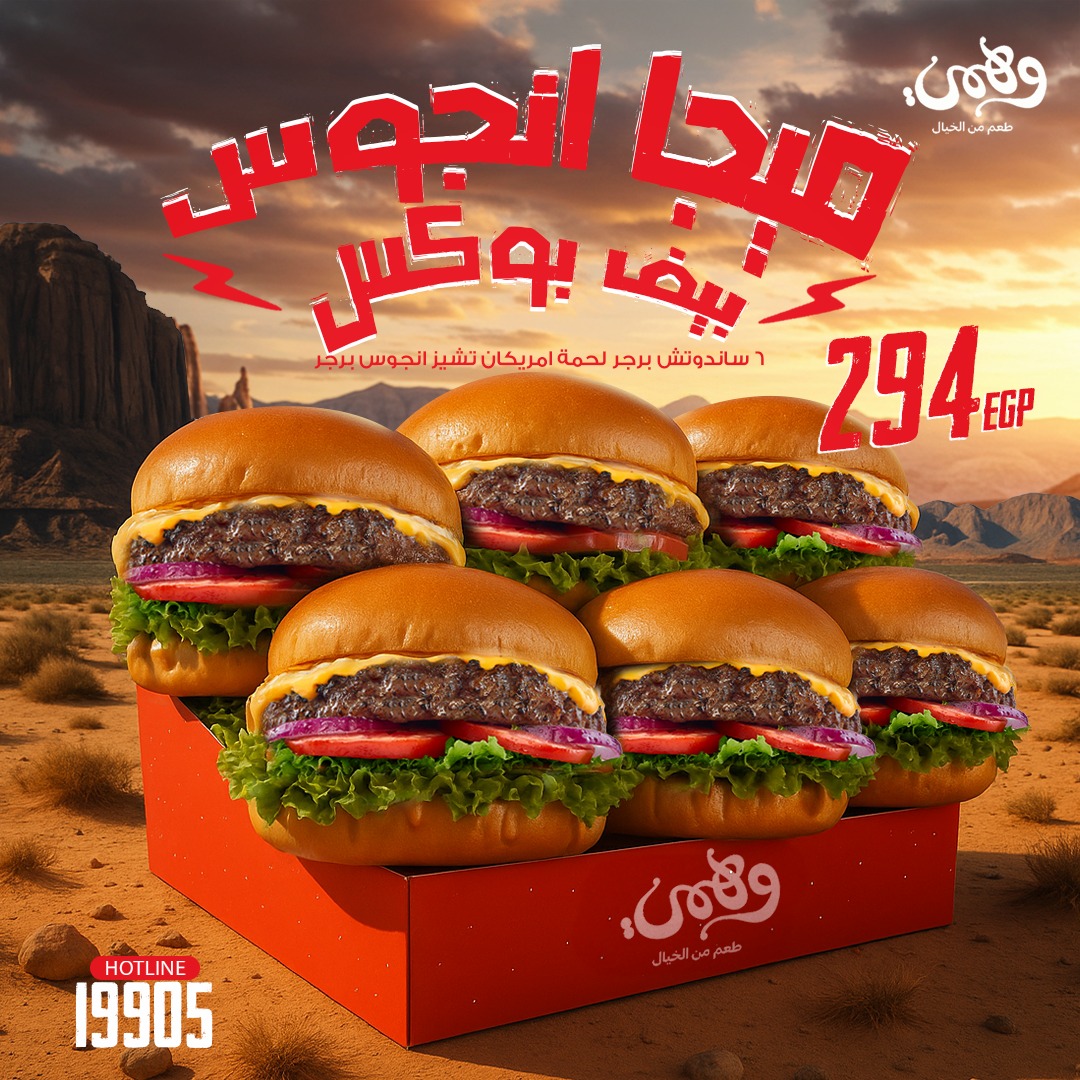 وهمي
طعم من الخيال
ميجا انجوس
بيف بوكس
٦ ساندوتش برجر لحمة امريكان تشيز انجوس برجر
294 EGP
وهمي
طعم من الخيال
HOTLINE
19905